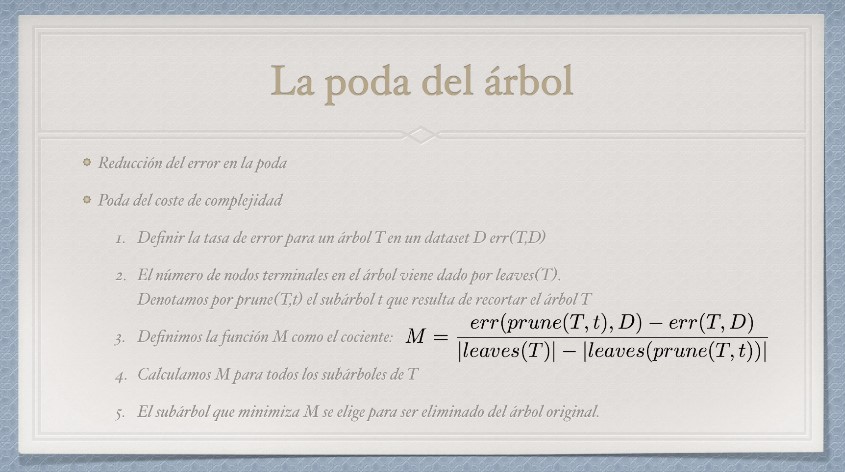 La poda del árbol
Reducción del error en la poda
Poda del coste de complejidad
1. Definir la tasa de error para un árbol T en un dataset D err(T,D)
2. El número de nodos terminales en el árbol viene dado por leaves(T).
Denotamos por prune(T,t) el subárbol t que resulta de recortar el árbol T
3. Definimos la función M como el cociente: M = \frac{err(prune(T, t), D) − err(T, D)}{|leaves(T)| − |leaves(prune(T, t))|}
4. Calculamos M para todos los subárboles de T
5. El subárbol que minimiza M se elige para ser eliminado del árbol original.